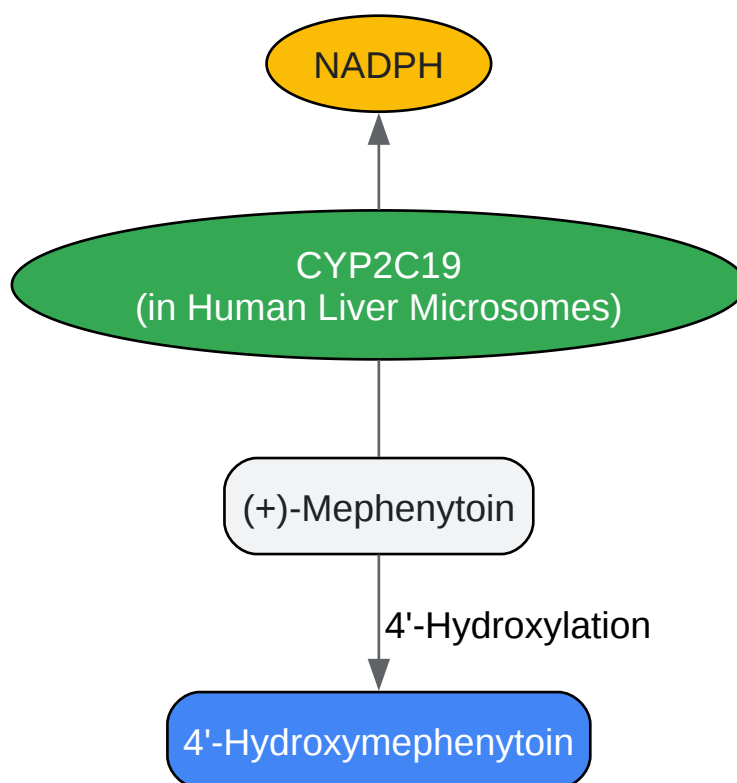 NADPH
CYP2C19
(in Human Liver Microsomes)
(+)-Mephenytoin
4'-Hydroxylation
4'-Hydroxymephenytoin